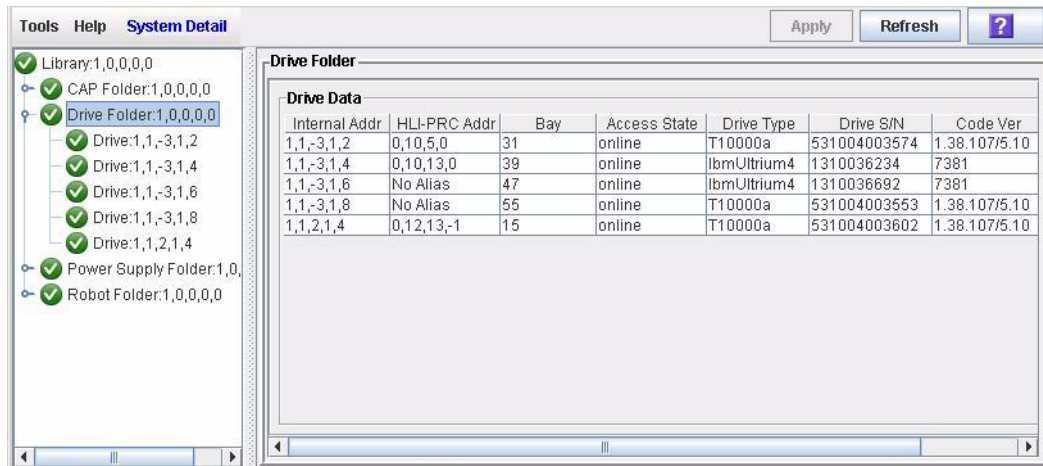 Tools Help System Detail Apply Refresh ?
Library:1,0,0,0,0
CAP Folder:1,0,0,0,0
Drive Folder:1,0,0,0,0
Drive:1,1,-3,1,2
Drive:1,1,-3,1,4
Drive:1,1,-3,1,6
Drive:1,1,-3,1,8
Drive:1,1,2,1,4
Power Supply Folder:1,0,
Robot Folder:1,0,0,0,0
Drive Folder
Drive Data
Internal Addr HLI-PRC Addr Bay Access State Drive Type Drive S/N Code Ver
1,1,-3,1,2 0,10,5,0 31 online T10000a 531004003574 1.38.107/5.10
1,1,-3,1,4 0,10,13,0 39 online IbmUltrium4 1310036234 7381
1,1,-3,1,6 No Alias 47 online IbmUltrium4 1310036692 7381
1,1,-3,1,8 No Alias 55 online T10000a 531004003553 1.38.107/5.10
1,1,2,1,4 0,12,13,-1 15 online T10000a 531004003602 1.38.107/5.10